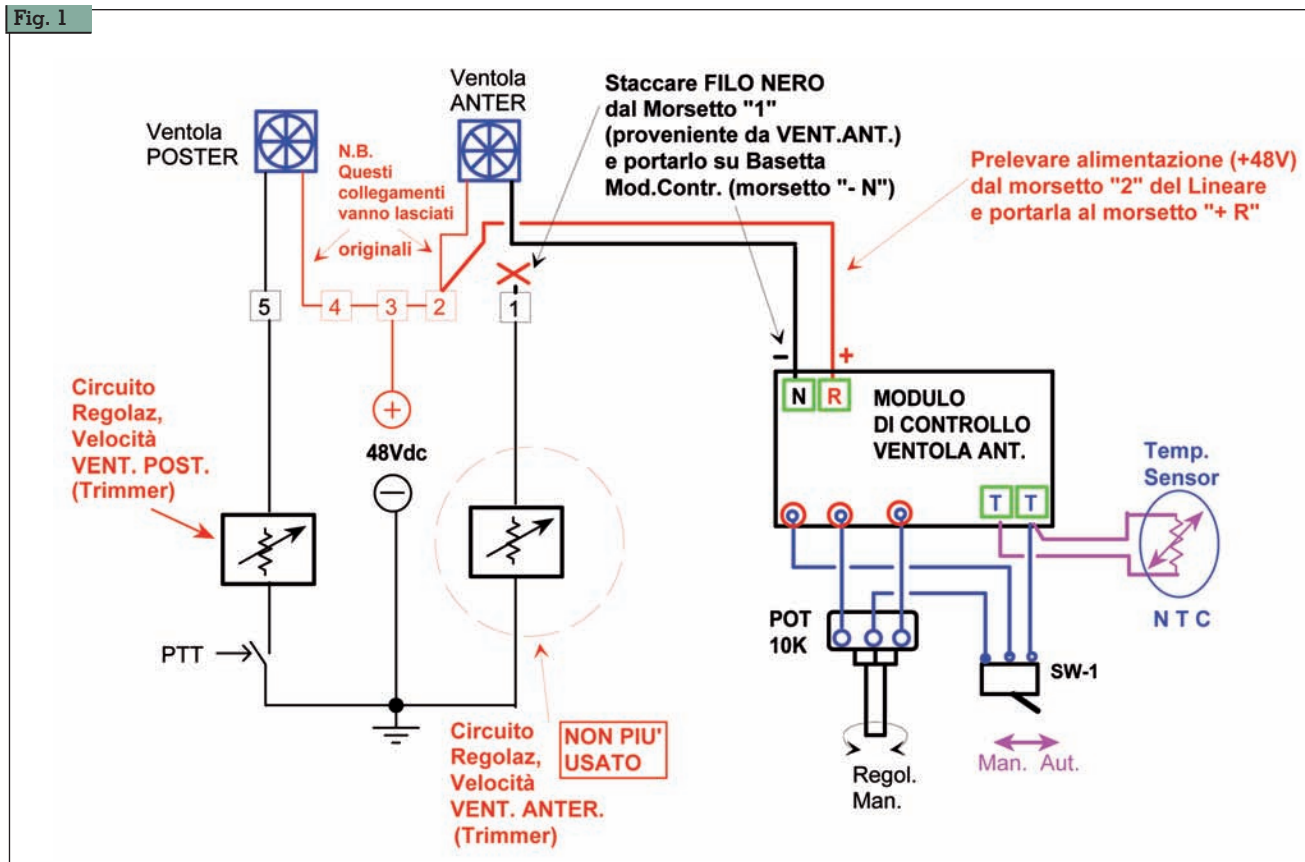 Fig. 1
Ventola
POSTER
Ventola
ANTER
N.B.
Questi
collegamenti
vanno lasciati
originali
Staccare FILO NERO
dal Morsetto "1"
(proveniente da VENT.ANT.)
e portarlo su Basetta
Mod.Contr. (morsetto "- N")
Prelevare alimentazione (+48V)
dal morsetto "2" del Lineare
e portarla al morsetto "+ R"
5
4
3
2
1
Circuito
Regolaz,
Velocità
VENT. POST.
(Trimmer)
+
48Vdc
−
PTT
Circuito
Regolaz,
Velocità
VENT. ANTER.
(Trimmer)
NON PIU'
USATO
-
+
N
R
MODULO
DI CONTROLLO
VENTOLA ANT.
T
T
Temp.
Sensor
N T C
POT
10K
SW-1
Man. Aut.
Regol.
Man.